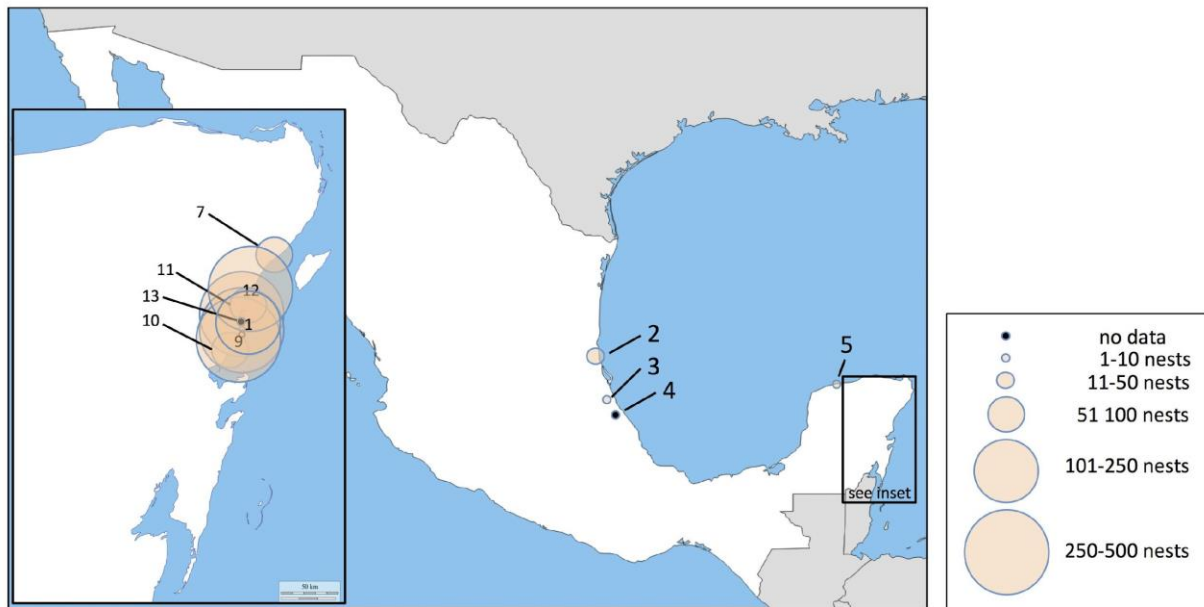 7
11
12
13
1
10
9
50 km
2
3
4
5
see inset
no data
1-10 nests
11-50 nests
51 100 nests
101-250 nests
250-500 nests